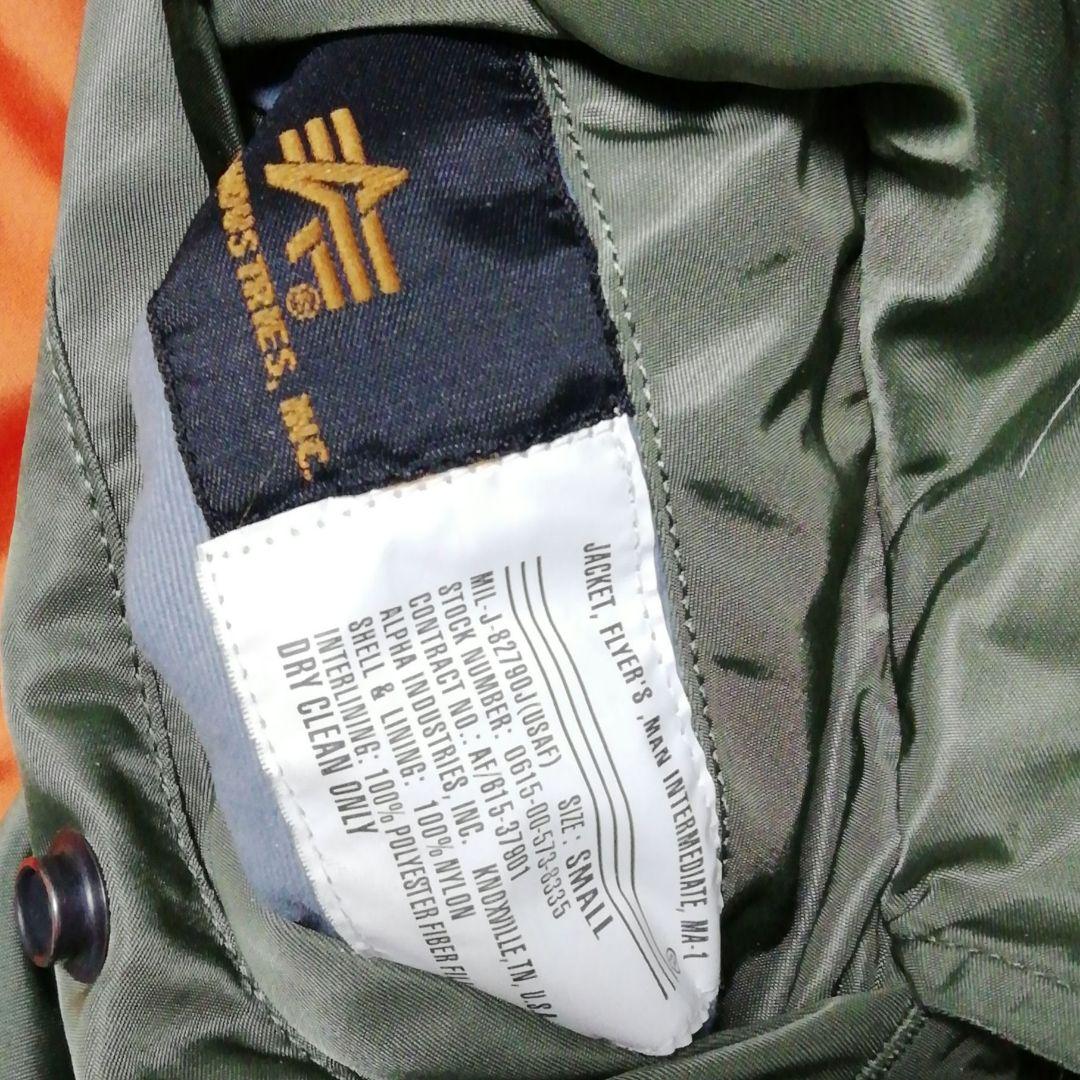 INDUSTRIES, INC.
®
JACKET, FLYER'S ,MAN INTERMEDIATE, MA-1
®
MIL-J-82790J(USAF) SIZE: SMALL
STOCK NUMBER: 0615-00-573-8335
CONTRACT NO.: AF/615-37901
ALPHA INDUSTRIES, INC. KNOXVILLE, TN, U.S.A
SHELL & LINING: 100% NYLON
INTERLINING. 100% POLYESTER FIBER
DRY CLEAN ONLY